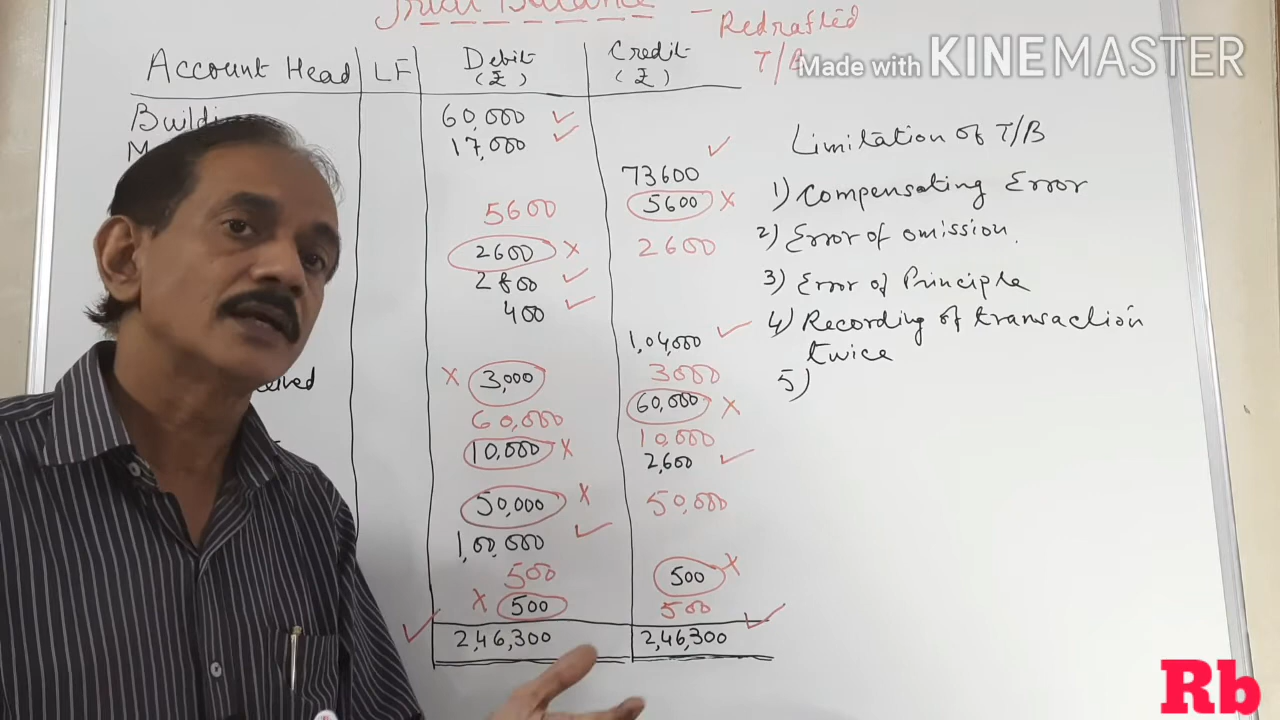 Trial Balance - Redrafted
T/B
Made with KINEMASTER
Account Head LF Debit (₹) Credit (₹)
Buildi
60,000
M
17,000
73600
5600 5600
2600 2600
2800
400
1,04,000
3,000 3000
60,000 60,000
10,000 10,000
2,600
50,000 50,000
1,00,000
500 500
500 500
2,46,300 2,46,300
Limitation of T/B
1) Compensating Error
2) Error of omission.
3) Error of Principle
4) Recording of transaction
twice
5)
Rb